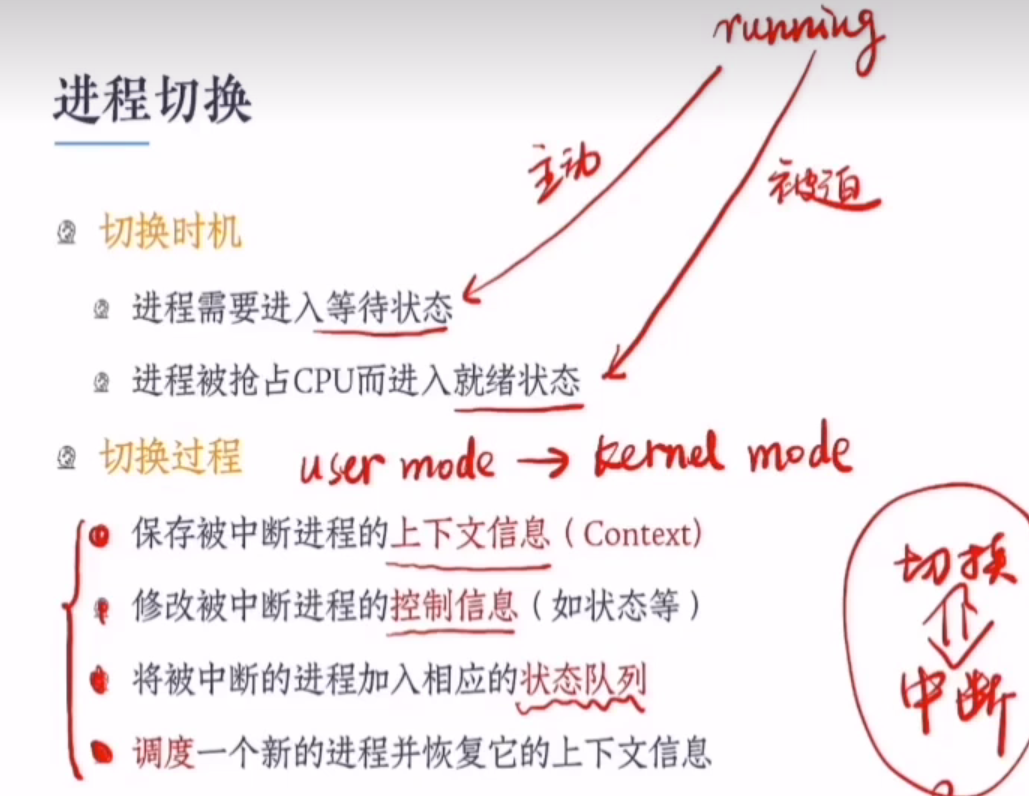 running
进程切换
主动
被迫
切换时机
进程需要进入等待状态
进程被抢占CPU而进入就绪状态
切换过程 user mode → kernel mode
保存被中断进程的上下文信息（Context）
修改被中断进程的控制信息（如状态等）
将被中断的进程加入相应的状态队列
调度一个新的进程并恢复它的上下文信息
切换
中断